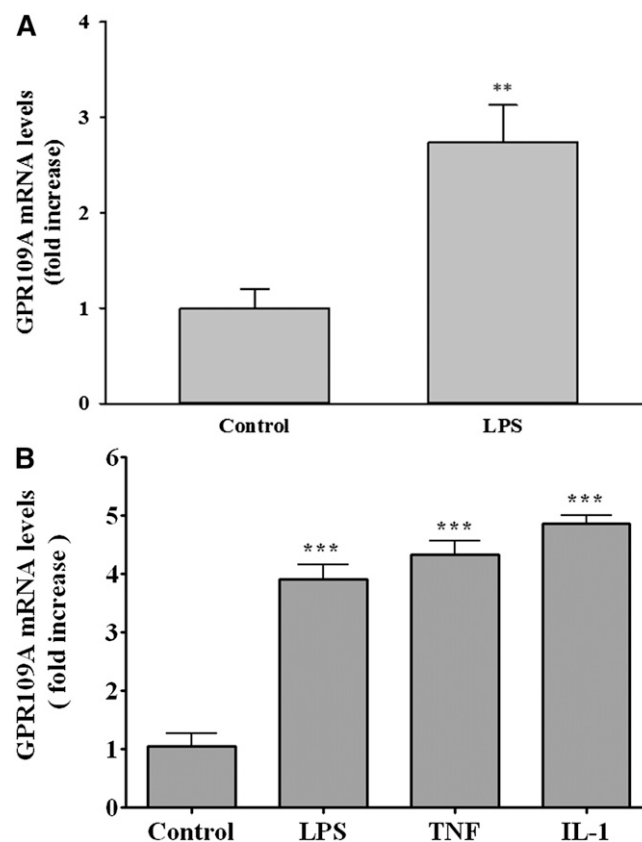 A
GPR109A mRNA levels
(fold increase)
4
3
2
1
0
**
Control
LPS
B
GPR109A mRNA levels
( fold increase )
6
5
4
3
2
1
0
***
***
***
Control
LPS
TNF
IL-1